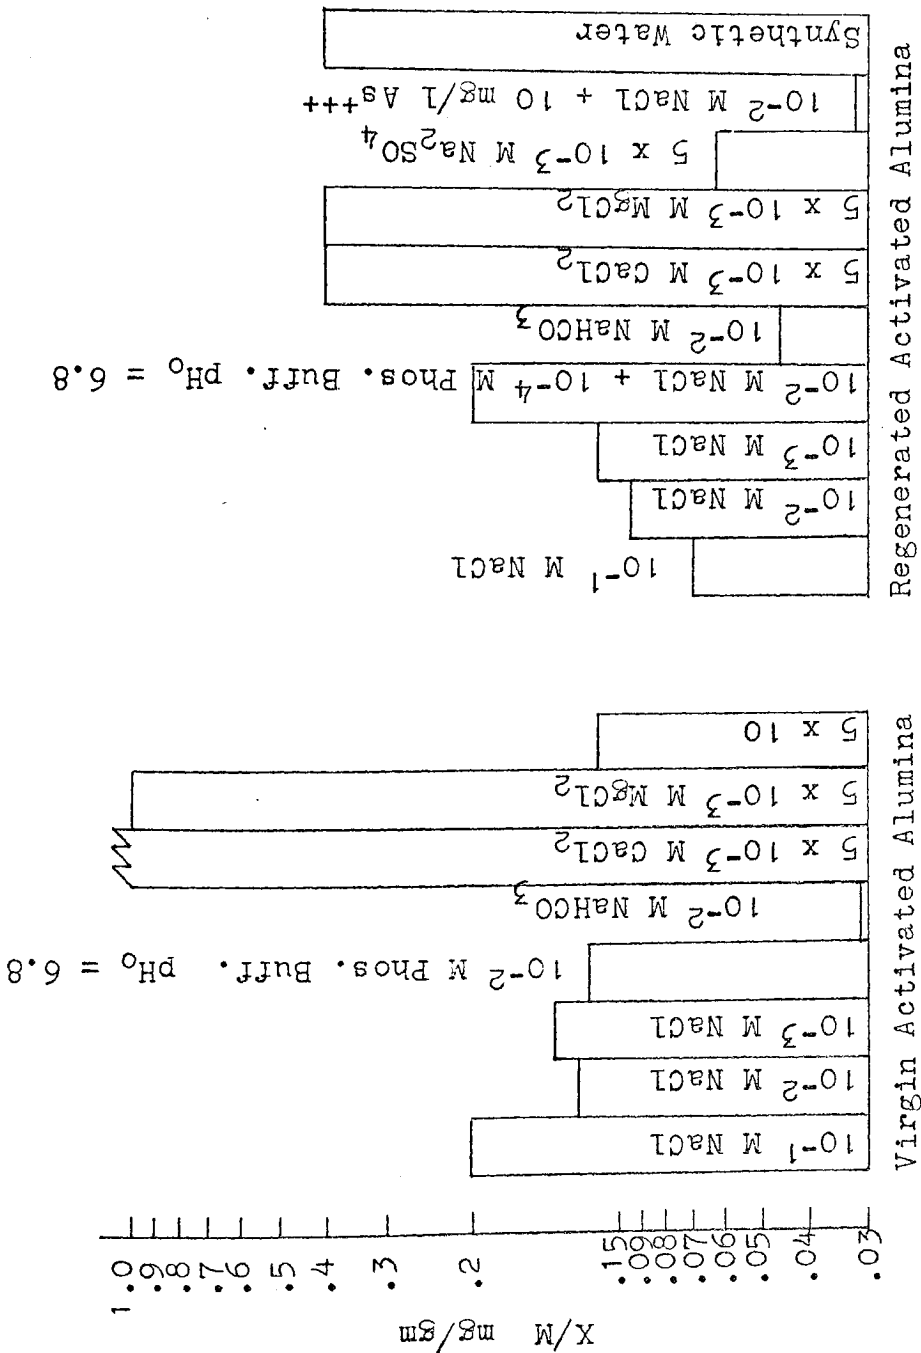 X/M mg/gm
.03
.04
.05
.06
.07
.08
.09
.15
.2
.3
.4
.5
.6
.7
.8
.9
1.0
Virgin Activated Alumina
10⁻¹ M NaCl
10⁻² M NaCl
10⁻³ M NaCl
10⁻² M Phos. Buff. pH₀ = 6.8
10⁻² M NaHCO₃
5 x 10⁻³ M CaCl₂
5 x 10⁻³ M MgCl₂
5 x 10
Regenerated Activated Alumina
10⁻¹ M NaCl
10⁻² M NaCl
10⁻³ M NaCl
10⁻² M NaCl + 10⁻⁴ M Phos. Buff. pH₀ = 6.8
10⁻² M NaHCO₃
5 x 10⁻³ M CaCl₂
5 x 10⁻³ M MgCl₂
5 x 10⁻³ M Na₂SO₄
10⁻² M NaCl + 10 mg/l As⁺⁺⁺
Synthetic Water